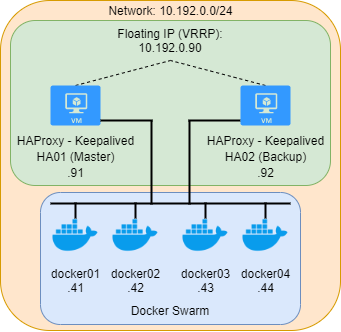 Network: 10.192.0.0/24
Floating IP (VRRP):
10.192.0.90
VM
VM
HAProxy - Keepalived
HA01 (Master)
.91
HAProxy - Keepalived
HA02 (Backup)
.92
docker01
.41
docker02
.42
docker03
.43
docker04
.44
Docker Swarm